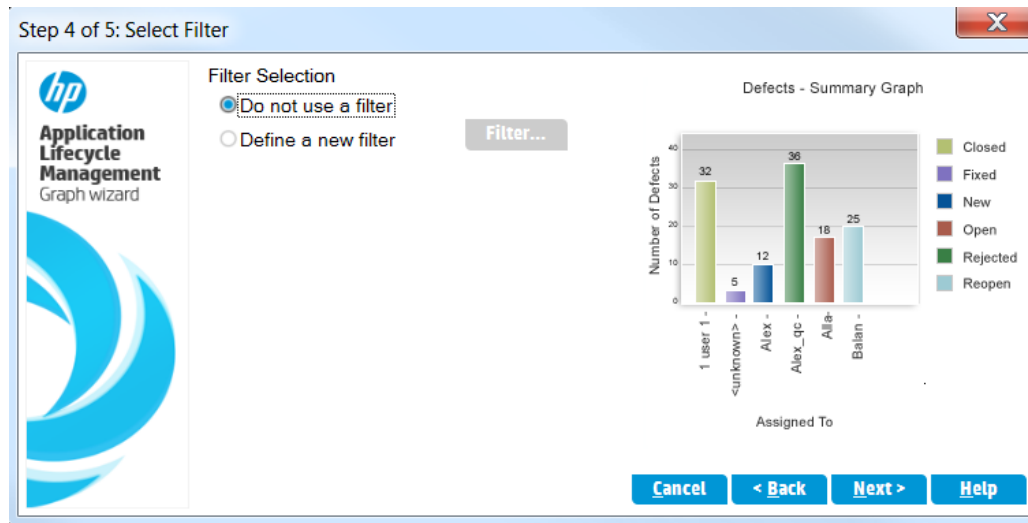 Step 4 of 5: Select Filter
X
hp
Application
Lifecycle
Management
Graph wizard
Filter Selection
Do not use a filter
Define a new filter
Filter...
Defects - Summary Graph
Number of Defects
40
30
20
10
0
32
5
12
36
18
25
1 user 1 -
<unknown> -
Alex -
Alex_qc -
Alla-
Balan -
Assigned To
Closed
Fixed
New
Open
Rejected
Reopen
Cancel
< Back
Next >
Help